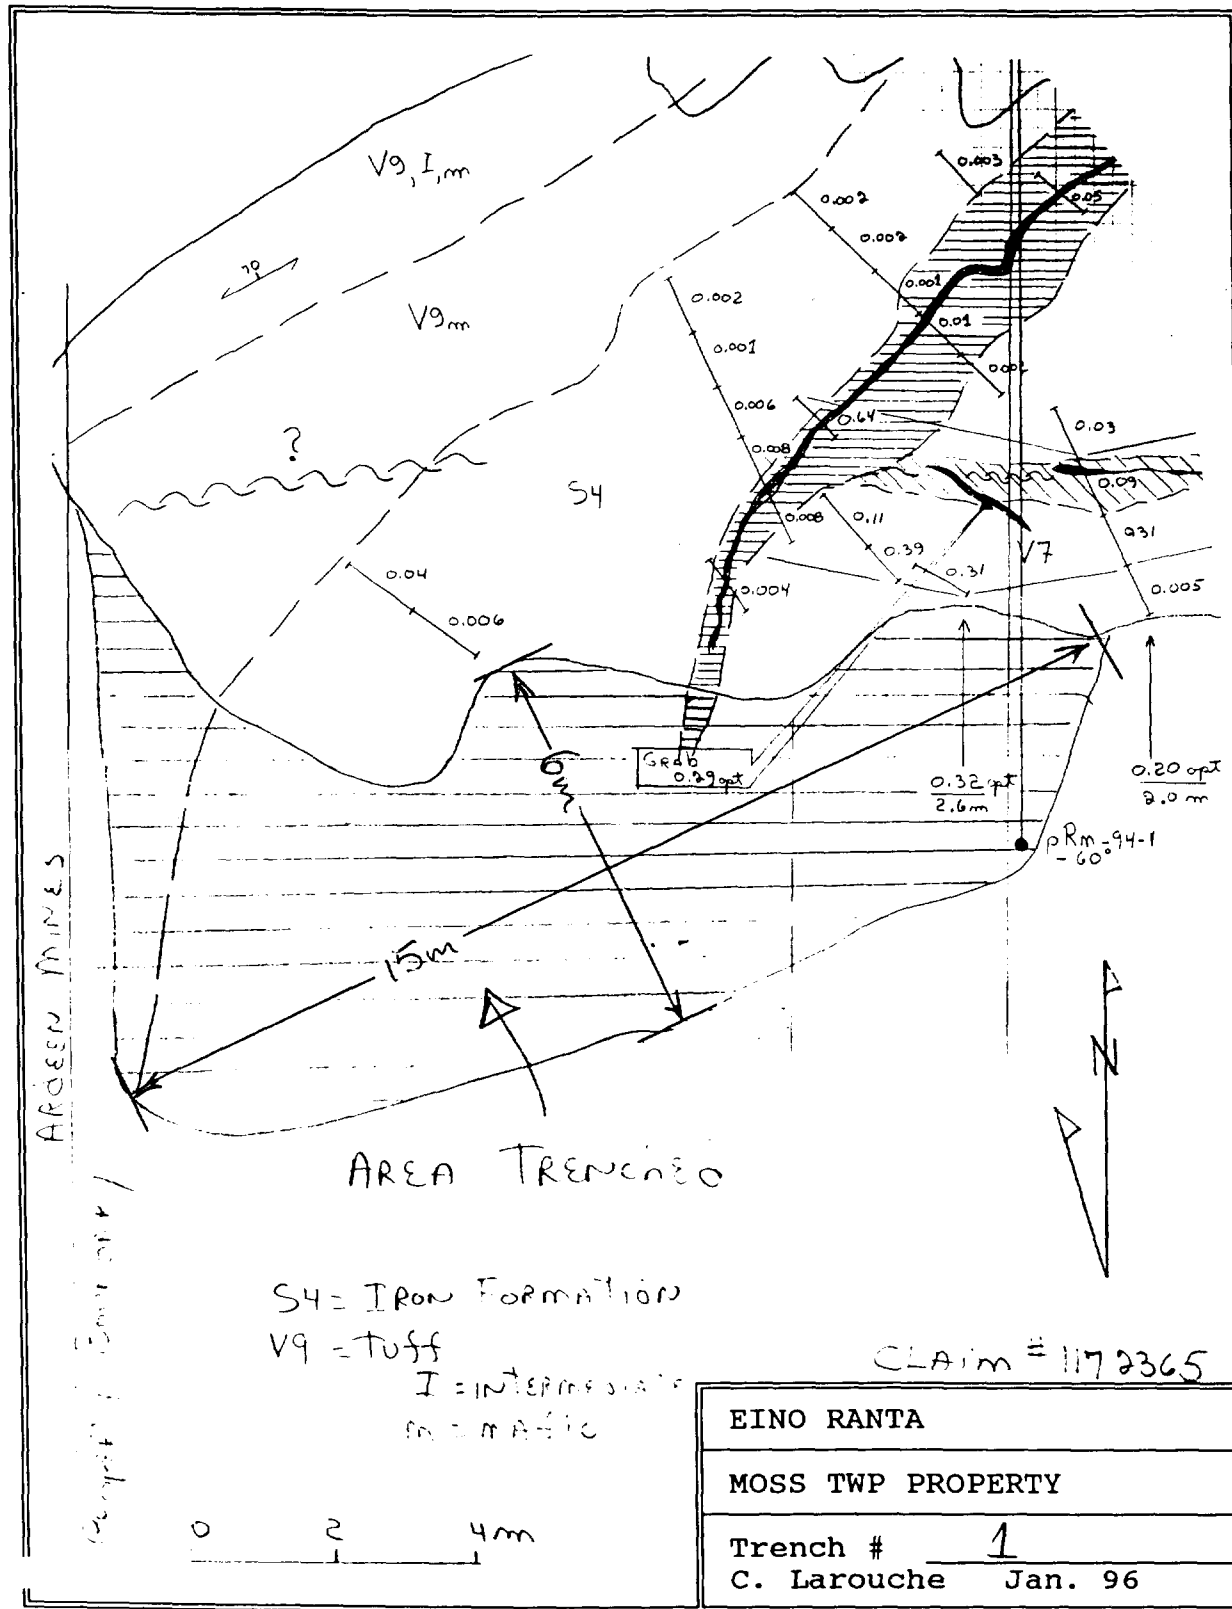 V9, I, m
70
V9m
?
S4
0.003
0.05
0.002
0.002
0.001
0.01
0.002
0.002
0.001
0.006
0.008
0.008
0.64
0.004
0.03
0.09
0.11
0.39
0.31
V7
0.005
0.04
0.006
GRAB
0.29 opt
0.32 opt
2.6m
0.20 opt
2.0 m
-60°
6m
15m
ARDEEN MINES
N
AREA TRENCHED
S4 = IRON FORMATION
V9 = Tuff
I = INTERMEDIATE
m = MAFIC
CLAIM # 1172365
0 2 4m
EINO RANTA
MOSS TWP PROPERTY
Trench # 1
C. Larouche Jan. 96